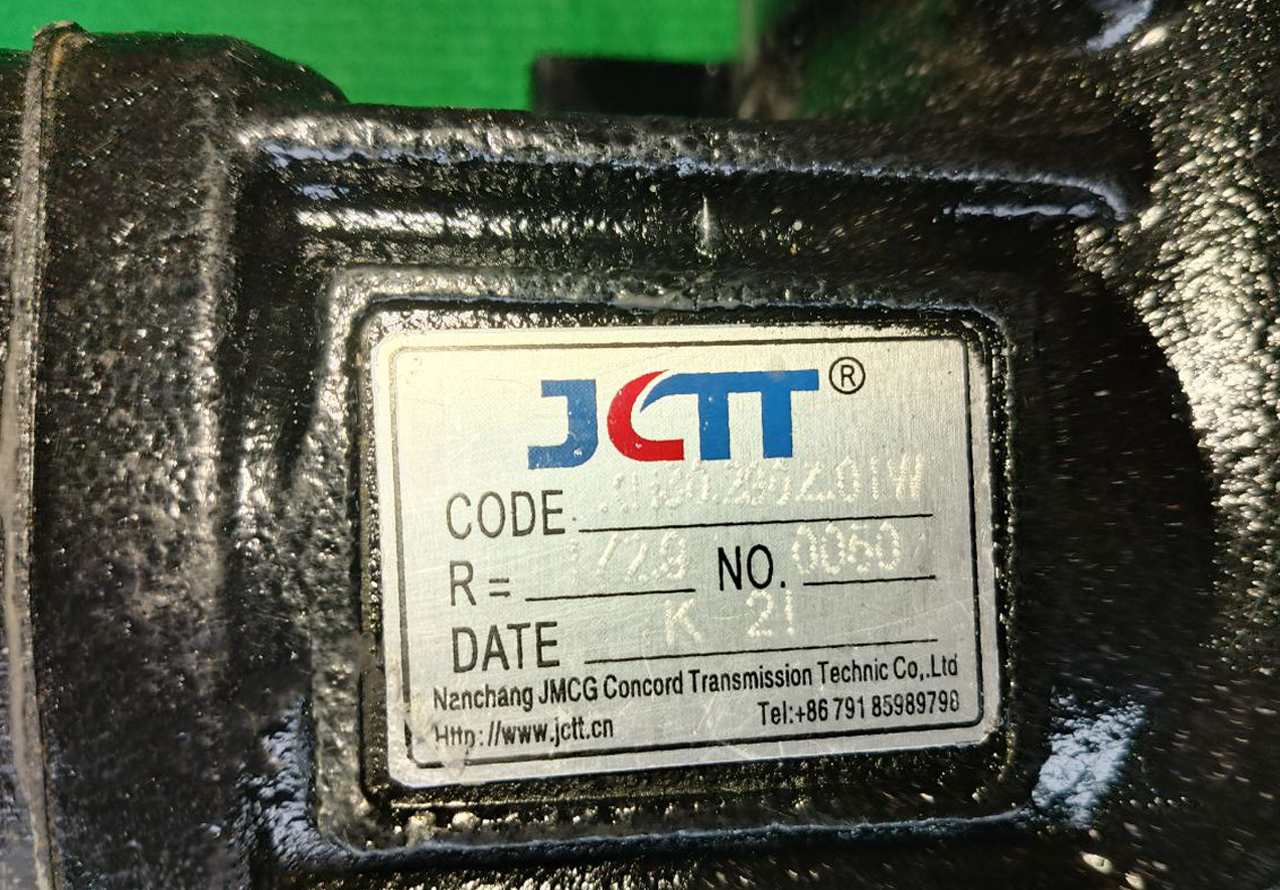 JCTT®
CODE
R = NO. 0060
DATE K 21
Nanchang JMCG Concord Transmission Technic Co,.Ltd
Http://www.jctt.cn Tel:+86 791 85989798